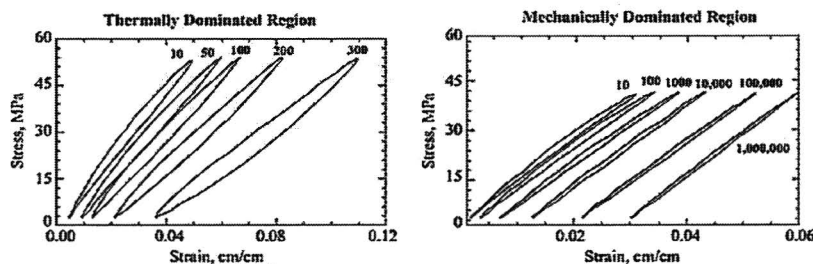 Thermally Dominated Region
60
45
30
15
0
Stress, MPa
10 50 100 200 300
0.00 0.04 0.08 0.12
Strain, cm/cm
Mechanically Dominated Region
60
45
30
15
0
Stress, MPa
10 100 1000 10,000 100,000
1,000,000
0.02 0.04 0.06
Strain, cm/cm